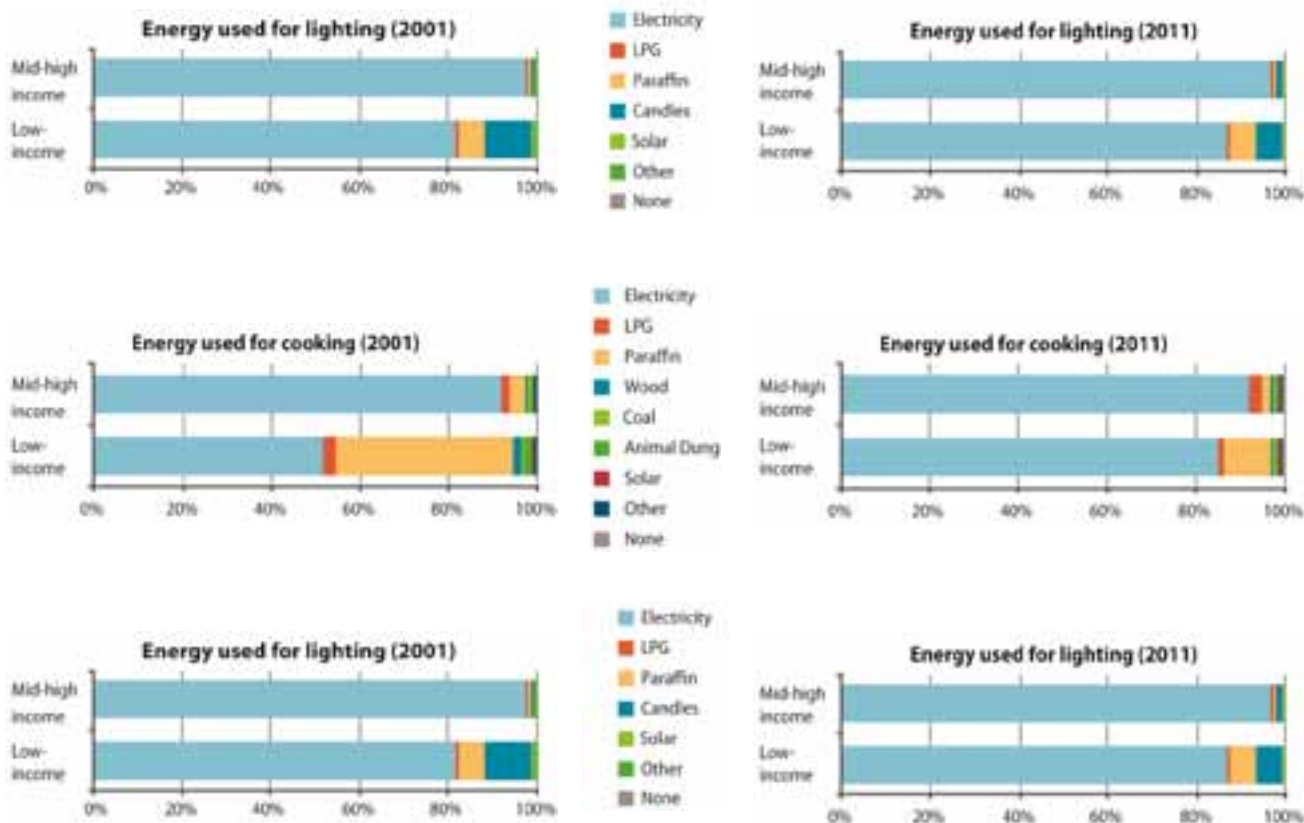 Energy used for lighting (2001)
Mid-high
income
Low-
income
0% 20% 40% 60% 80% 100%
Electricity
LPG
Paraffin
Candles
Solar
Other
None
Energy used for lighting (2011)
Mid-high
income
Low-
income
0% 20% 40% 60% 80% 100%
Energy used for cooking (2001)
Mid-high
income
Low-
income
0% 20% 40% 60% 80% 100%
Electricity
LPG
Paraffin
Wood
Coal
Animal Dung
Solar
Other
None
Energy used for cooking (2011)
Mid-high
income
Low-
income
0% 20% 40% 60% 80% 100%
Energy used for lighting (2001)
Mid-high
income
Low-
income
0% 20% 40% 60% 80% 100%
Electricity
LPG
Paraffin
Candles
Solar
Other
None
Energy used for lighting (2011)
Mid-high
income
Low-
income
0% 20% 40% 60% 80% 100%